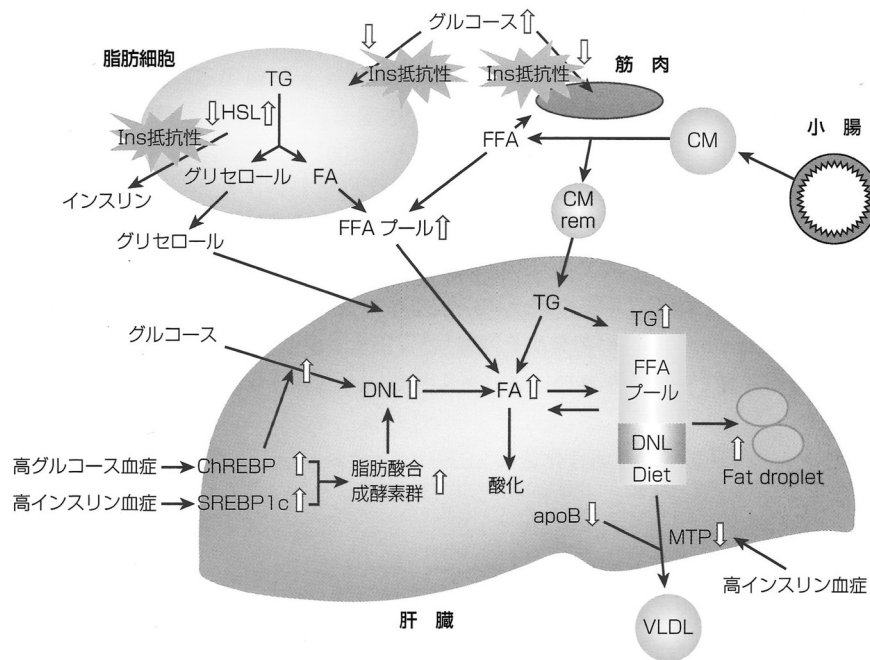 グルコース
脂肪細胞
Ins抵抗性
Ins抵抗性
筋 肉
TG
HSL
Ins抵抗性
小 腸
FFA
CM
グリセロール
FA
インスリン
CM
rem
FFA プール
グリセロール
TG
TG
グルコース
FFA
プール
DNL
FA
DNL
高グルコース血症
ChREBP
脂肪酸合
成酵素群
酸化
Diet
Fat droplet
高インスリン血症
SREBP1c
apoB
MTP
高インスリン血症
肝 臓
VLDL